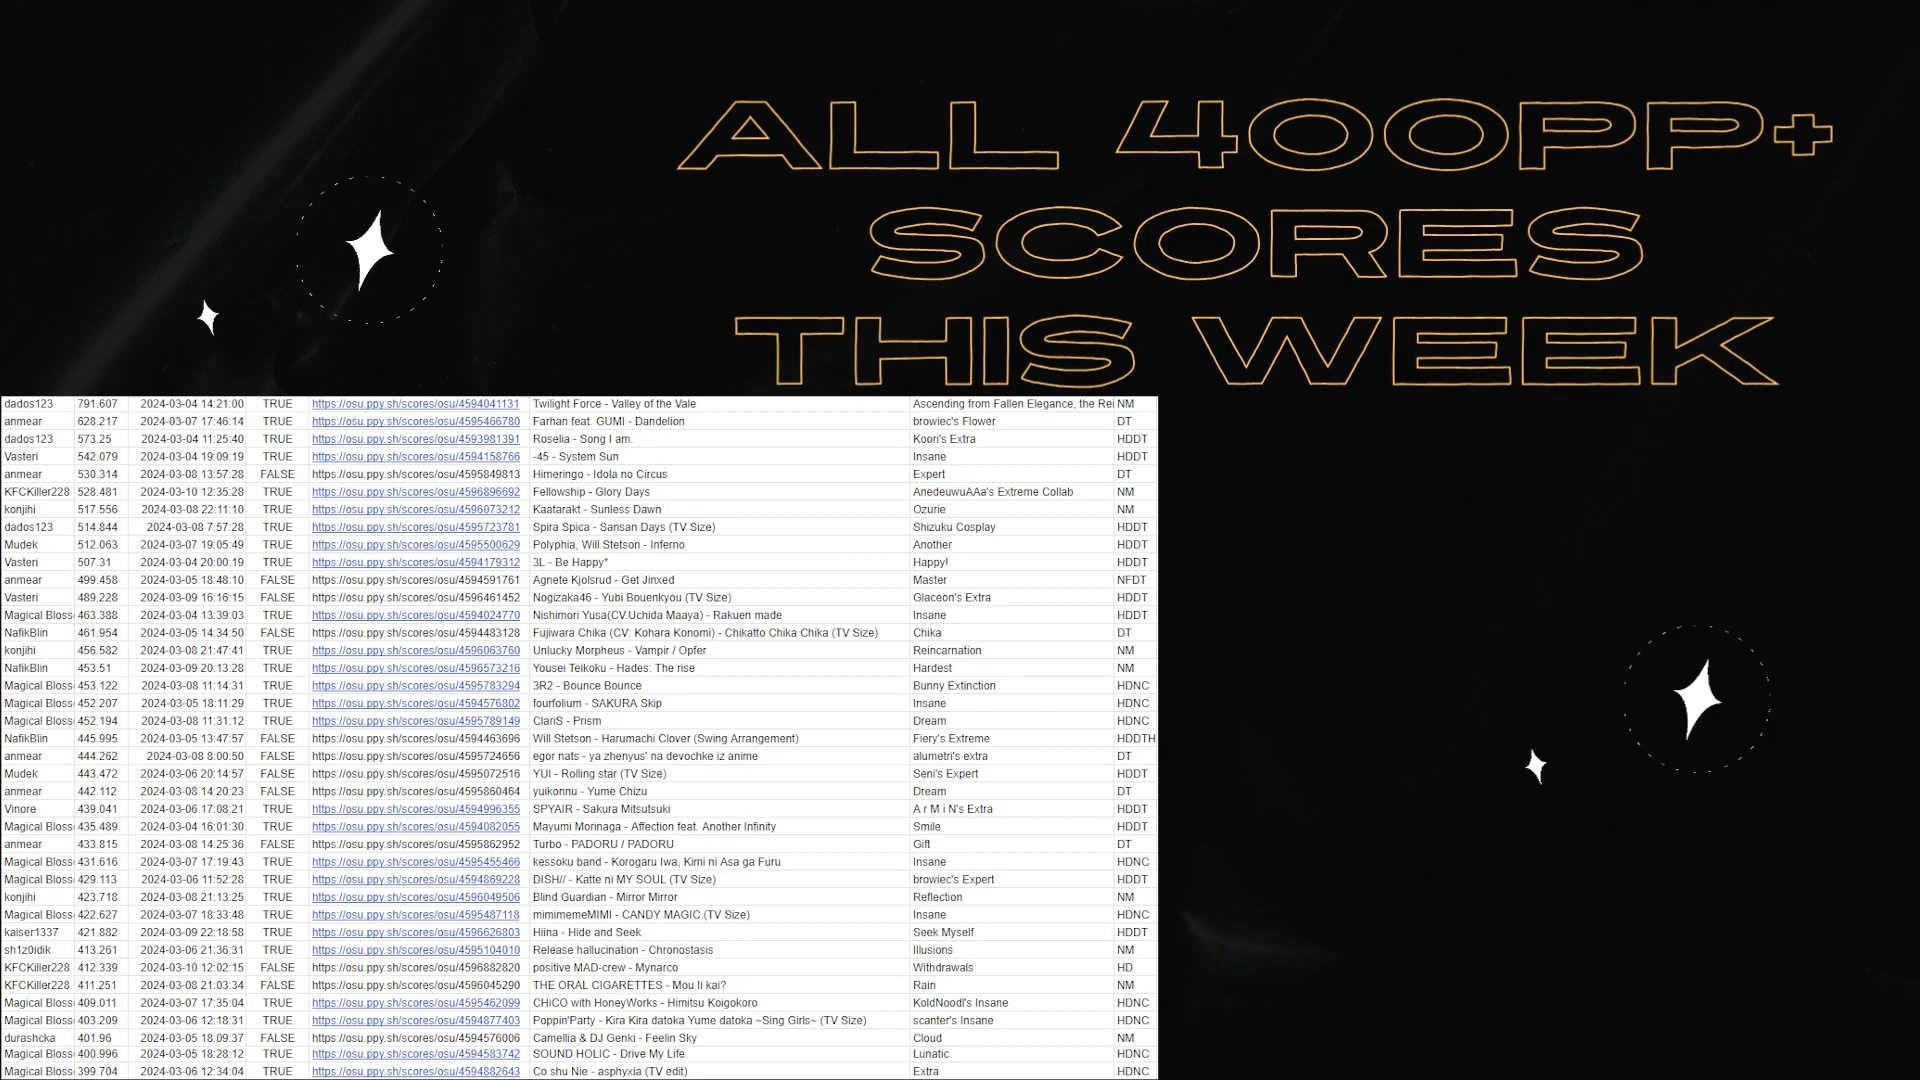 ALL 400PP+
SCORES
THIS WEEK
dados123 791.607 2024-03-04 14:21:00 TRUE https://osu.ppy.sh/scores/osu/4594041131 Twilight Force - Valley of the Vale Ascending from Fallen Elegance, the Rei NM
anmear 628.217 2024-03-07 17:46:14 TRUE https://osu.ppy.sh/scores/osu/4595466780 Farhan feat. GUMI - Dandelion browiec's Flower DT
dados123 573.25 2024-03-04 11:25:40 TRUE https://osu.ppy.sh/scores/osu/4593981391 Roselia - Song I am. Koori's Extra HDDT
Vasteri 542.079 2024-03-04 19:09:19 TRUE https://osu.ppy.sh/scores/osu/4594158766 -45 - System Sun Insane HDDT
anmear 530.314 2024-03-08 13:57:28 FALSE https://osu.ppy.sh/scores/osu/4595849813 Himeringo - Idola no Circus Expert DT
KFCKiller228 528.481 2024-03-10 12:35:28 TRUE https://osu.ppy.sh/scores/osu/4596896692 Fellowship - Glory Days AnedeuwuAAa's Extreme Collab NM
konjihi 517.556 2024-03-08 22:11:10 TRUE https://osu.ppy.sh/scores/osu/4596073212 Kaatarakt - Sunless Dawn Ozurie NM
dados123 514.844 2024-03-08 7:57:28 TRUE https://osu.ppy.sh/scores/osu/4595723781 Spira Spica - Sansan Days (TV Size) Shizuku Cosplay HDDT
Mudek 512.063 2024-03-07 19:05:49 TRUE https://osu.ppy.sh/scores/osu/4595500629 Polyphia, Will Stetson - Inferno Another HDDT
Vasteri 507.31 2024-03-04 20:00:19 TRUE https://osu.ppy.sh/scores/osu/4594179312 3L - Be Happy* Happy! HDDT
anmear 499.458 2024-03-05 18:48:10 FALSE https://osu.ppy.sh/scores/osu/4594591761 Agnete Kjolsrud - Get Jinxed Master NFDT
Vasteri 489.228 2024-03-09 16:16:15 FALSE https://osu.ppy.sh/scores/osu/4596461452 Nogizaka46 - Yubi Bouenkyou (TV Size) Glaceon's Extra HDDT
Magical Bloss 463.388 2024-03-04 13:39:03 TRUE https://osu.ppy.sh/scores/osu/4594024770 Nishimori Yusa(CV.Uchida Maaya) - Rakuen made Insane HDDT
NafikBlin 461.954 2024-03-05 14:34:50 FALSE https://osu.ppy.sh/scores/osu/4594483128 Fujiwara Chika (CV: Kohara Konomi) - Chikatto Chika Chika (TV Size) Chika DT
konjihi 456.582 2024-03-08 21:47:41 TRUE https://osu.ppy.sh/scores/osu/4596063760 Unlucky Morpheus - Vampir / Opfer Reincarnation NM
NafikBlin 453.51 2024-03-09 20:13:28 TRUE https://osu.ppy.sh/scores/osu/4596573216 Yousei Teikoku - Hades: The rise Hardest NM
Magical Bloss 453.122 2024-03-08 11:14:31 TRUE https://osu.ppy.sh/scores/osu/4595783294 3R2 - Bounce Bounce Bunny Extinction HDNC
Magical Bloss 452.207 2024-03-05 18:11:29 TRUE https://osu.ppy.sh/scores/osu/4594576802 fourfolium - SAKURA Skip Insane HDNC
Magical Bloss 452.194 2024-03-08 11:31:12 TRUE https://osu.ppy.sh/scores/osu/4595789149 ClariS - Prism Dream HDNC
NafikBlin 445.995 2024-03-05 13:47:57 FALSE https://osu.ppy.sh/scores/osu/4594463696 Will Stetson - Harumachi Clover (Swing Arrangement) Fiery's Extreme HDDTH
anmear 444.262 2024-03-08 8:00:50 FALSE https://osu.ppy.sh/scores/osu/4595724656 egor nats - ya zhenyus' na devochke iz anime alumetri's extra DT
Mudek 443.472 2024-03-06 20:14:57 FALSE https://osu.ppy.sh/scores/osu/4595072516 YUI - Rolling star (TV Size) Seni's Expert HDDT
anmear 442.112 2024-03-08 14:20:23 FALSE https://osu.ppy.sh/scores/osu/4595860464 yuikonnu - Yume Chizu Dream DT
Vinore 439.041 2024-03-06 17:08:21 TRUE https://osu.ppy.sh/scores/osu/4594996355 SPYAIR - Sakura Mitsutsuki A r M i N's Extra HDDT
Magical Bloss 435.489 2024-03-04 16:01:30 TRUE https://osu.ppy.sh/scores/osu/4594082055 Mayumi Morinaga - Affection feat. Another Infinity Smile HDDT
anmear 433.815 2024-03-08 14:25:36 FALSE https://osu.ppy.sh/scores/osu/4595862952 Turbo - PADORU / PADORU Gift DT
Magical Bloss 431.616 2024-03-07 17:19:43 TRUE https://osu.ppy.sh/scores/osu/4595455466 kessoku band - Korogaru Iwa, Kimi ni Asa ga Furu Insane HDNC
Magical Bloss 429.113 2024-03-06 11:52:28 TRUE https://osu.ppy.sh/scores/osu/4594869228 DISH// - Katte ni MY SOUL (TV Size) browiec's Expert HDDT
konjihi 423.718 2024-03-08 21:13:25 TRUE https://osu.ppy.sh/scores/osu/4596049506 Blind Guardian - Mirror Mirror Reflection NM
Magical Bloss 422.627 2024-03-07 18:33:48 TRUE https://osu.ppy.sh/scores/osu/4595487118 mimimemeMIMI - CANDY MAGIC (TV Size) Insane HDNC
kaiser1337 421.882 2024-03-09 22:18:58 TRUE https://osu.ppy.sh/scores/osu/4596626803 Hiina - Hide and Seek Seek Myself HDDT
sh1z0idik 413.261 2024-03-06 21:36:31 TRUE https://osu.ppy.sh/scores/osu/4595104010 Release hallucination - Chronostasis Illusions NM
KFCKiller228 412.339 2024-03-10 12:02:15 FALSE https://osu.ppy.sh/scores/osu/4596882820 positive MAD-crew - Mynarco Withdrawals HD
KFCKiller228 411.251 2024-03-08 21:03:34 FALSE https://osu.ppy.sh/scores/osu/4596045290 THE ORAL CIGARETTES - Mou Ii kai? Rain NM
Magical Bloss 409.011 2024-03-07 17:35:04 TRUE https://osu.ppy.sh/scores/osu/4595462099 CHiCO with HoneyWorks - Himitsu Koigokoro KoldNoodl's Insane HDNC
Magical Bloss 403.209 2024-03-06 12:18:31 TRUE https://osu.ppy.sh/scores/osu/4594877403 Poppin'Party - Kira Kira datoka Yume datoka ~Sing Girls~ (TV Size) scanter's Insane HDNC
durashcka 401.96 2024-03-05 18:09:37 FALSE https://osu.ppy.sh/scores/osu/4594576006 Camellia & DJ Genki - Feelin Sky Cloud NM
Magical Bloss 400.996 2024-03-05 18:28:12 TRUE https://osu.ppy.sh/scores/osu/4594583742 SOUND HOLIC - Drive My Life Lunatic HDNC
Magical Bloss 399.704 2024-03-06 12:34:04 TRUE https://osu.ppy.sh/scores/osu/4594882643 Co shu Nie - asphyxia (TV edit) Extra HDNC